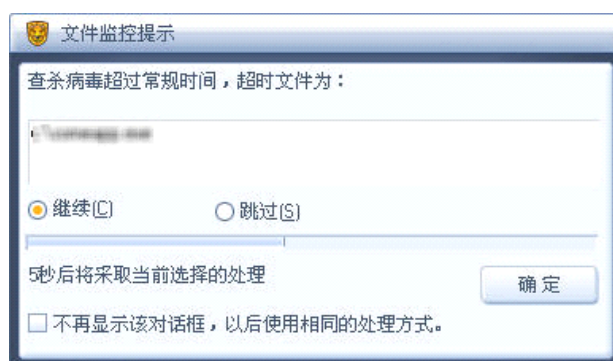 文件监控提示
查杀病毒超过常规时间，超时文件为：
继续(C)
跳过(S)
5秒后将采取当前选择的处理
确定
不再显示该对话框，以后使用相同的处理方式。